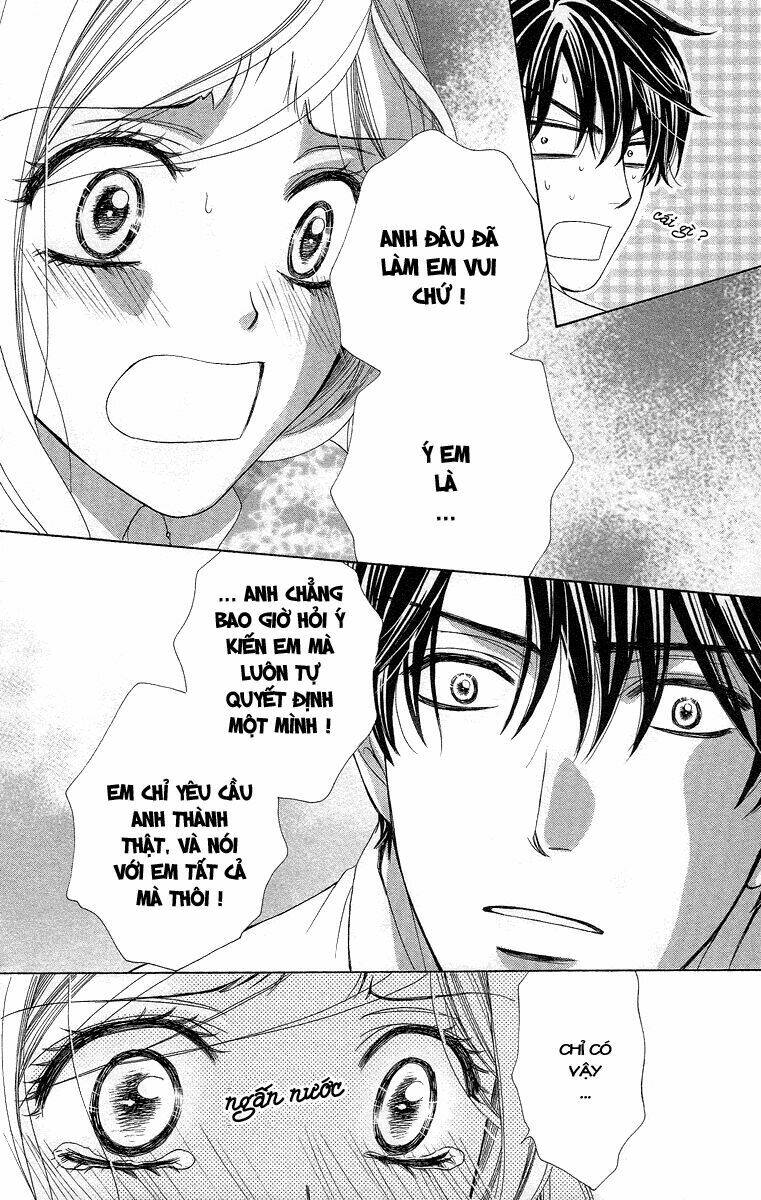 cái gì?
ANH ĐÂU ĐÃ
LÀM EM VUI
CHỨ !
Ý EM
LÀ
...
... ANH CHẲNG
BAO GIỜ HỎI Ý
KIẾN EM MÀ
LUÔN TỰ
QUYẾT ĐỊNH
MỘT MÌNH !
EM CHỈ YÊU CẦU
ANH THÀNH
THẬT, VÀ NÓI
VỚI EM TẤT CẢ
MÀ THÔI !
ngấn nước
CHỈ CÓ
VẬY
...